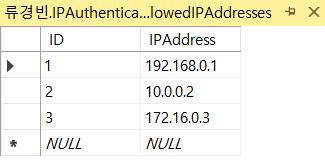 류경빈.IPAuthentica...lowedIPAddresses
ID IPAddress
1 192.168.0.1
2 10.0.0.2
3 172.16.0.3
NULL NULL